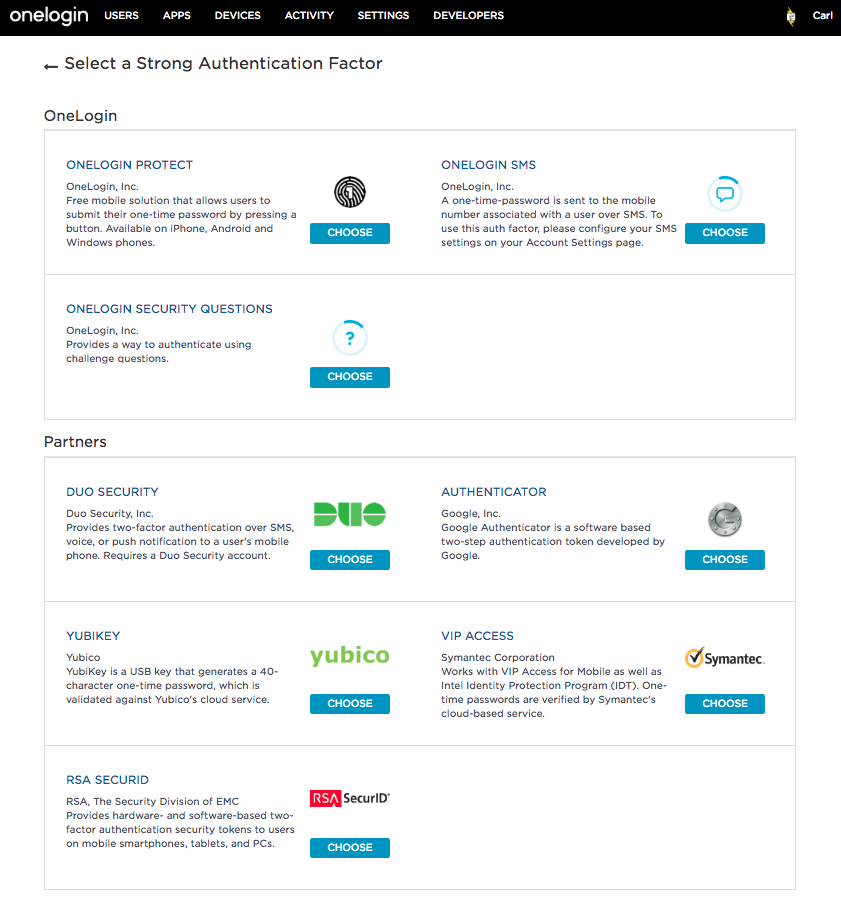 onelogin USERS APPS DEVICES ACTIVITY SETTINGS DEVELOPERS Carl
← Select a Strong Authentication Factor
OneLogin
ONELOGIN PROTECT
OneLogin, Inc.
Free mobile solution that allows users to
submit their one-time password by pressing a
button. Available on iPhone, Android and
Windows phones.
CHOOSE
ONELOGIN SMS
OneLogin, Inc.
A one-time-password is sent to the mobile
number associated with a user over SMS. To
use this auth factor, please configure your SMS
settings on your Account Settings page.
CHOOSE
ONELOGIN SECURITY QUESTIONS
OneLogin, Inc.
Provides a way to authenticate using
challenge questions.
?
CHOOSE
Partners
DUO SECURITY
Duo Security, Inc.
Provides two-factor authentication over SMS,
voice, or push notification to a user's mobile
phone. Requires a Duo Security account.
DUO
CHOOSE
AUTHENTICATOR
Google, Inc.
Google Authenticator is a software based
two-step authentication token developed by
Google.
CHOOSE
YUBIKEY
Yubico
YubiKey is a USB key that generates a 40-
character one-time password, which is
validated against Yubico's cloud service.
yubico
CHOOSE
VIP ACCESS
Symantec Corporation
Works with VIP Access for Mobile as well as
Intel Identity Protection Program (IDT). One-
time passwords are verified by Symantec's
cloud-based service.
Symantec.
CHOOSE
RSA SECURID
RSA, The Security Division of EMC
Provides hardware- and software-based two-
factor authentication security tokens to users
on mobile smartphones, tablets, and PCs.
RSA SecurID®
CHOOSE